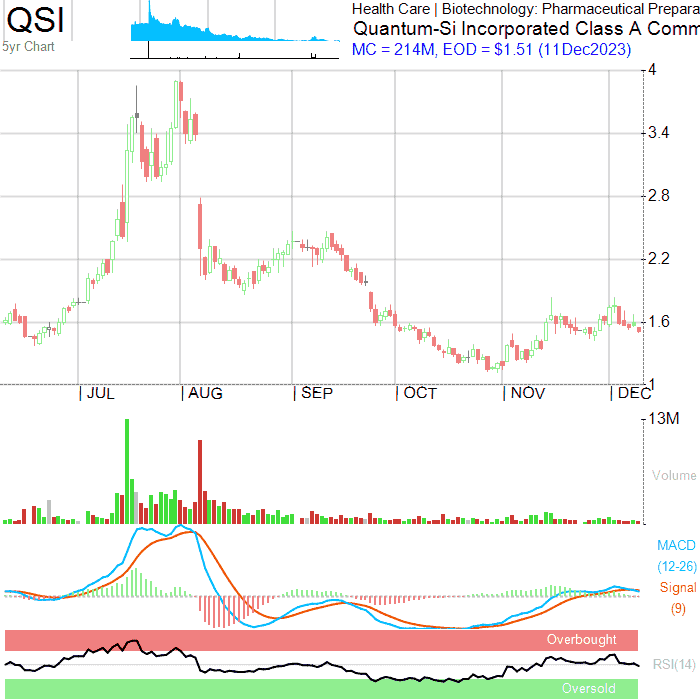 QSI
5yr Chart
Health Care | Biotechnology: Pharmaceutical Prepara
Quantum-Si Incorporated Class A Comm
MC = 214M, EOD = $1.51 (11Dec2023)
4
3.4
2.8
2.2
1.6
1
| JUL | AUG | SEP | OCT | NOV | DEC
13M
Volume
MACD
(12-26)
Signal
(9)
Overbought
RSI(14)
Oversold